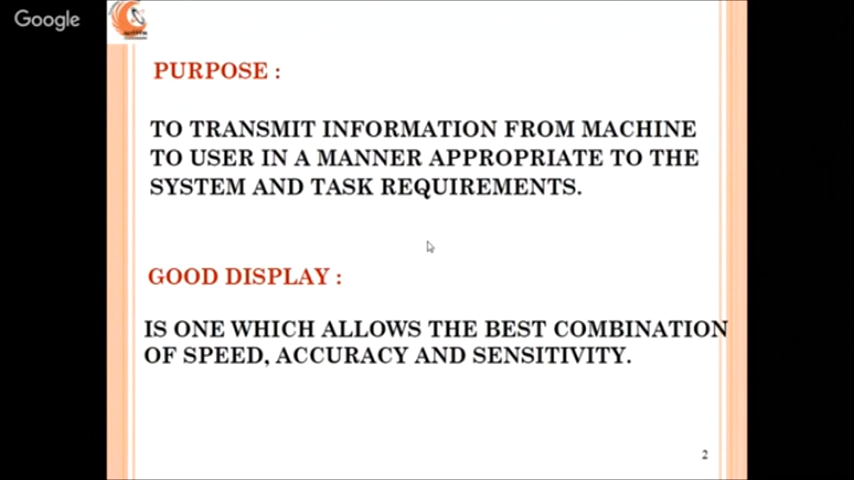 Google
PURPOSE :
TO TRANSMIT INFORMATION FROM MACHINE
TO USER IN A MANNER APPROPRIATE TO THE
SYSTEM AND TASK REQUIREMENTS.
GOOD DISPLAY :
IS ONE WHICH ALLOWS THE BEST COMBINATION
OF SPEED, ACCURACY AND SENSITIVITY.
2